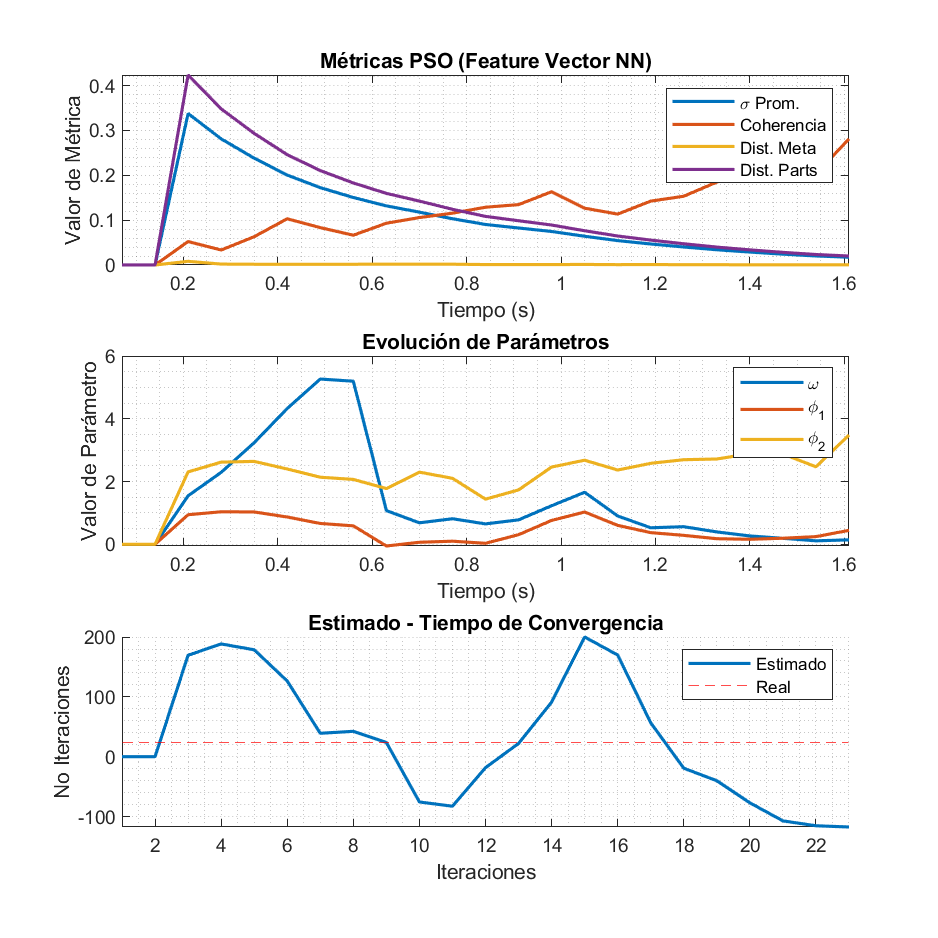 Métricas PSO (Feature Vector NN)
Valor de Métrica
0.4
0.3
0.2
0.1
0
σ Prom.
Coherencia
Dist. Meta
Dist. Parts
0.2 0.4 0.6 0.8 1 1.2 1.4 1.6
Tiempo (s)
Evolución de Parámetros
Valor de Parámetro
6
4
2
0
ω
ϕ1
ϕ2
0.2 0.4 0.6 0.8 1 1.2 1.4 1.6
Tiempo (s)
Estimado - Tiempo de Convergencia
No Iteraciones
200
100
0
-100
Estimado
Real
2 4 6 8 10 12 14 16 18 20 22
Iteraciones